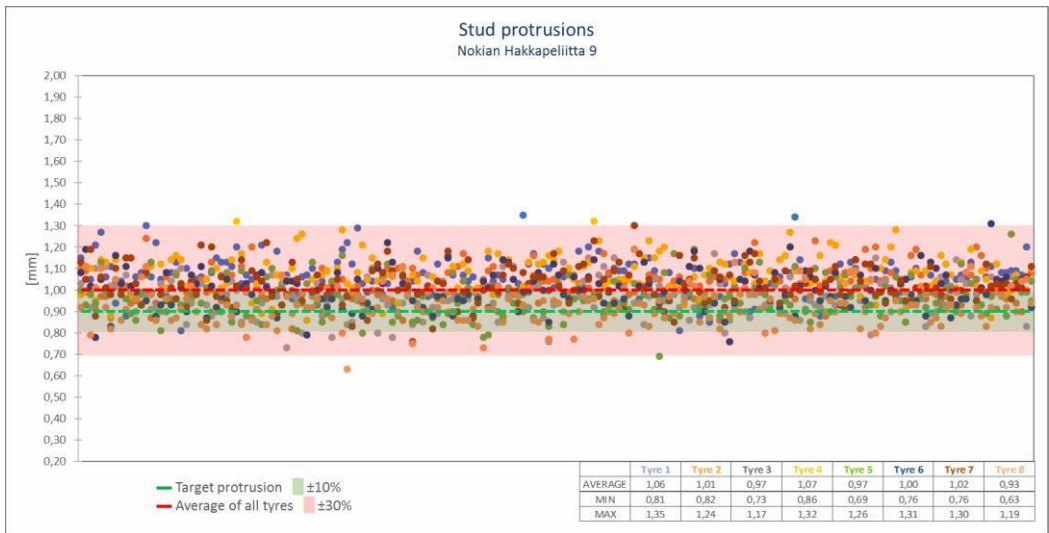 Stud protrusions
Nokian Hakkapeliitta 9
2,00
1,90
1,80
1,70
1,60
1,50
1,40
1,30
1,20
1,10
1,00
0,90
0,80
0,70
0,60
0,50
0,40
0,30
0,20
[mm]
Target protrusion ±10%
Average of all tyres ±30%
Tyre 1 Tyre 2 Tyre 3 Tyre 4 Tyre 5 Tyre 6 Tyre 7 Tyre 8
AVERAGE 1,06 1,01 0,97 1,07 0,97 1,00 1,02 0,93
MIN 0,81 0,82 0,73 0,86 0,69 0,76 0,76 0,63
MAX 1,35 1,24 1,17 1,32 1,26 1,31 1,30 1,19